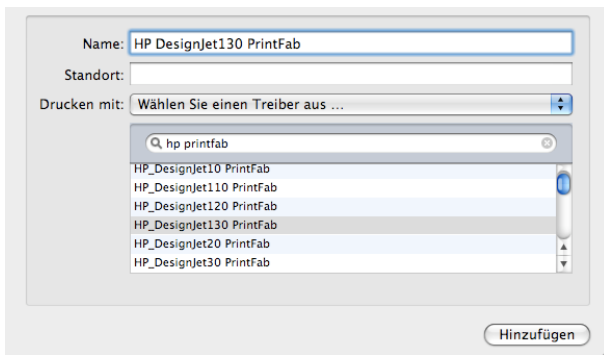 Name: HP DesignJet130 PrintFab
Standort:
Drucken mit: Wählen Sie einen Treiber aus ...
hp printfab
HP_DesignJet10 PrintFab
HP_DesignJet110 PrintFab
HP_DesignJet120 PrintFab
HP_DesignJet130 PrintFab
HP_DesignJet20 PrintFab
HP_DesignJet30 PrintFab
Hinzufügen